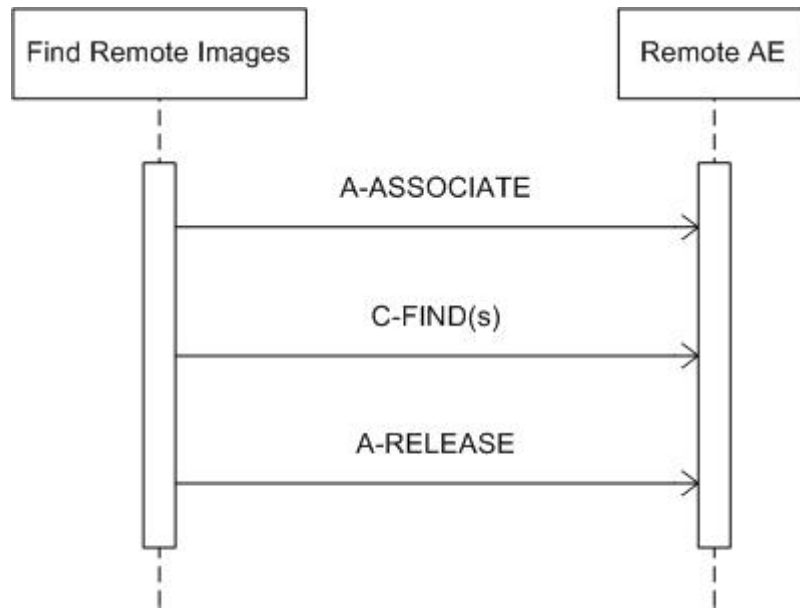 Find Remote Images
Remote AE
A-ASSOCIATE
C-FIND(s)
A-RELEASE